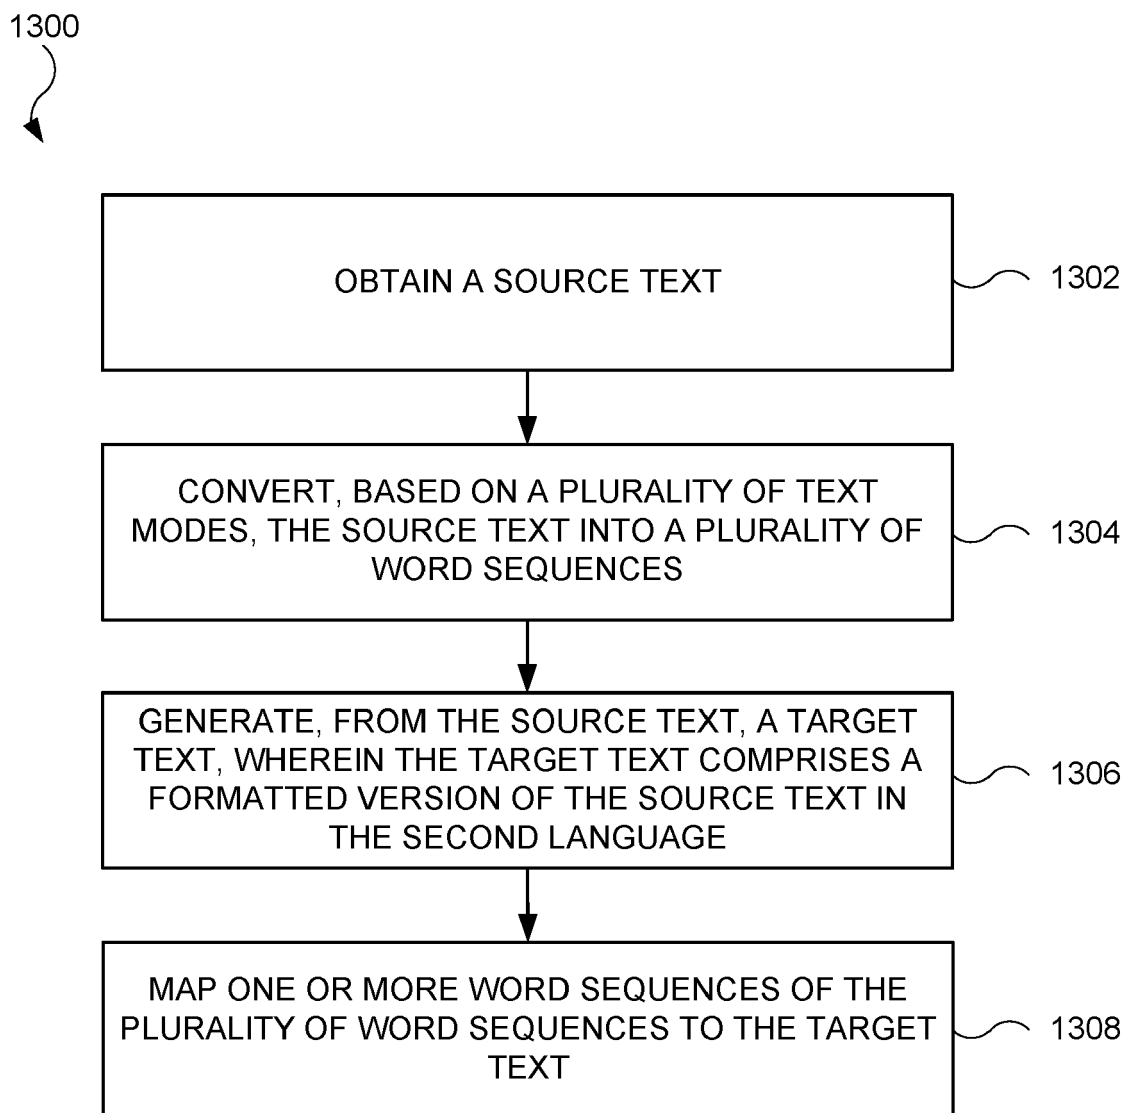 1300
OBTAIN A SOURCE TEXT
1302
CONVERT, BASED ON A PLURALITY OF TEXT
MODES, THE SOURCE TEXT INTO A PLURALITY OF
WORD SEQUENCES
1304
GENERATE, FROM THE SOURCE TEXT, A TARGET
TEXT, WHEREIN THE TARGET TEXT COMPRISES A
FORMATTED VERSION OF THE SOURCE TEXT IN
THE SECOND LANGUAGE
1306
MAP ONE OR MORE WORD SEQUENCES OF THE
PLURALITY OF WORD SEQUENCES TO THE TARGET
TEXT
1308